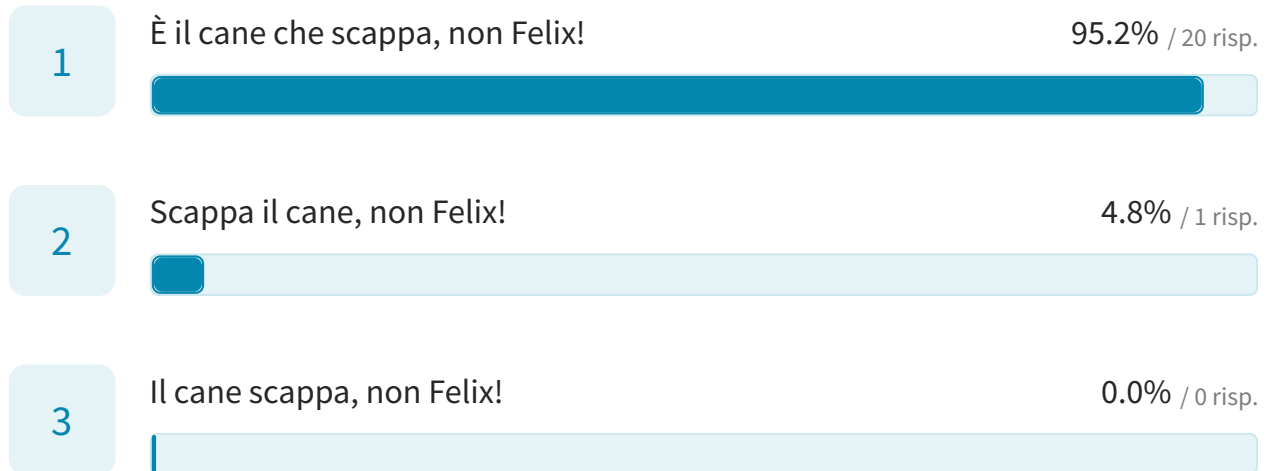 1
È il cane che scappa, non Felix! 95.2% / 20 risp.
2
Scappa il cane, non Felix! 4.8% / 1 risp.
3
Il cane scappa, non Felix! 0.0% / 0 risp.